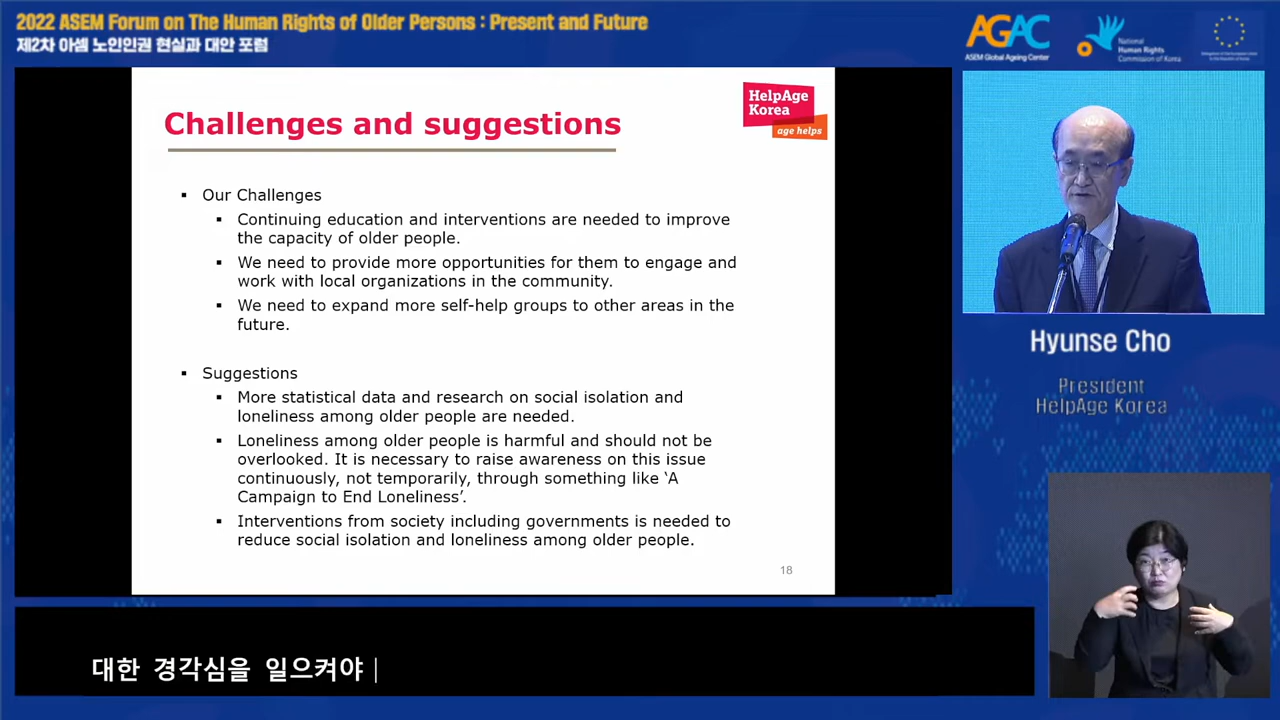 2022 ASEM Forum on The Human Rights of Older Persons : Present and Future
제2차 아셈 노인인권 현실과 대안 포럼
AGAC
ASEM Global Ageing Center
National
Human Rights
Commission of Korea
Challenges and suggestions
HelpAge
Korea
age helps
▪ Our Challenges
▪ Continuing education and interventions are needed to improve
the capacity of older people.
▪ We need to provide more opportunities for them to engage and
work with local organizations in the community.
▪ We need to expand more self-help groups to other areas in the
future.
▪ Suggestions
▪ More statistical data and research on social isolation and
loneliness among older people are needed.
▪ Loneliness among older people is harmful and should not be
overlooked. It is necessary to raise awareness on this issue
continuously, not temporarily, through something like ‘A
Campaign to End Loneliness’.
▪ Interventions from society including governments is needed to
reduce social isolation and loneliness among older people.
18
Hyunse Cho
President
HelpAge Korea
대한 경각심을 일으켜야